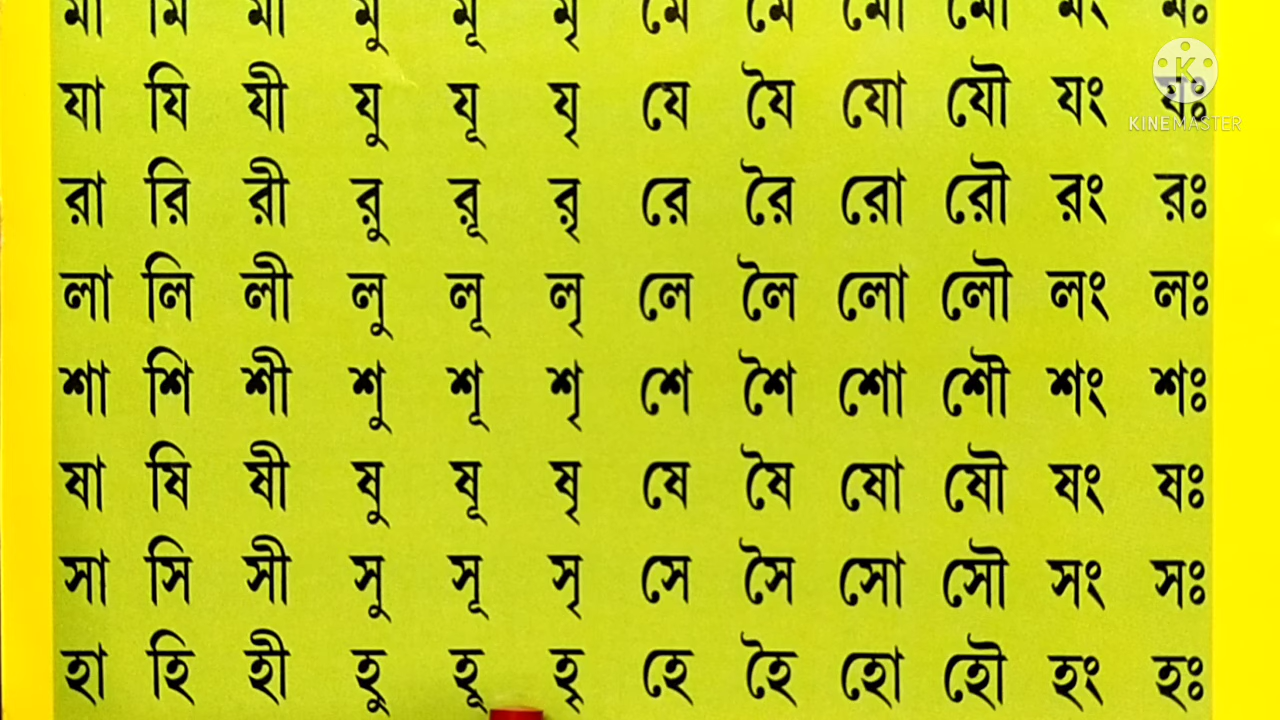 মা মি মী মু মূ মৃ মে মৈ মো মৌ মং মঃ
যা যি যী যু যূ যৃ যে যৈ যো যৌ যং যঃ
K
KINEMASTER
রা রি রী রু রূ রৃ রে রৈ রো রৌ রং রঃ
লা লি লী লু লূ লৃ লে লৈ লো লৌ লং লঃ
শা শি শী শু শূ শৃ শে শৈ শো শৌ শং শঃ
ষা ষি ষী ষু ষূ ষৃ ষে ষৈ ষো ষৌ ষং ষঃ
সা সি সী সু সূ সৃ সে সৈ সো সৌ সং সঃ
হা হি হী হু হূ হৃ হে হৈ হো হৌ হং হঃ